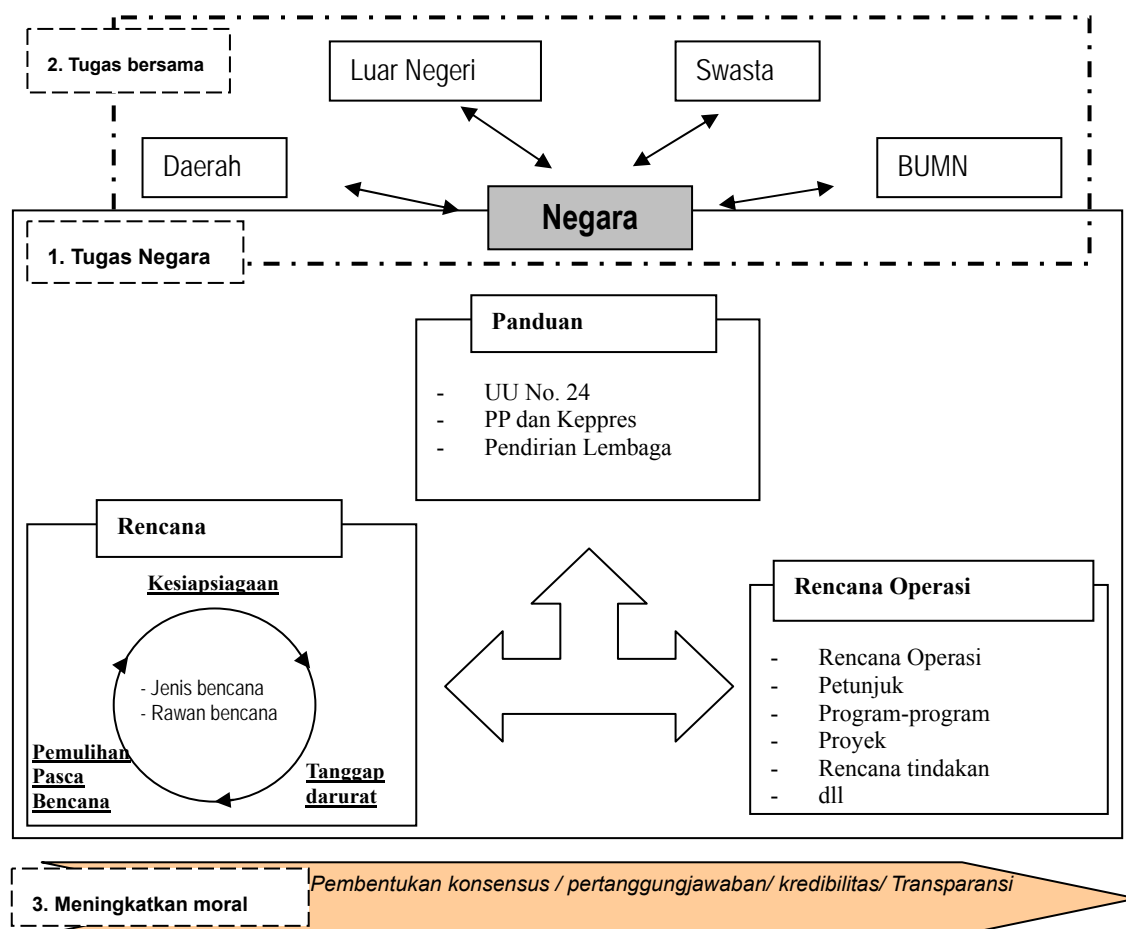 2. Tugas bersama
Luar Negeri
Swasta
Daerah
BUMN
Negara
1. Tugas Negara
Panduan
- UU No. 24
- PP dan Keppres
- Pendirian Lembaga
Rencana
Kesiapsiagaan
- Jenis bencana
- Rawan bencana
Pemulihan
Pasca
Bencana
Tanggap
darurat
Rencana Operasi
- Rencana Operasi
- Petunjuk
- Program-program
- Proyek
- Rencana tindakan
- dll
Pembentukan konsensus / pertanggungjawaban/ kredibilitas/ Transparansi
3. Meningkatkan moral